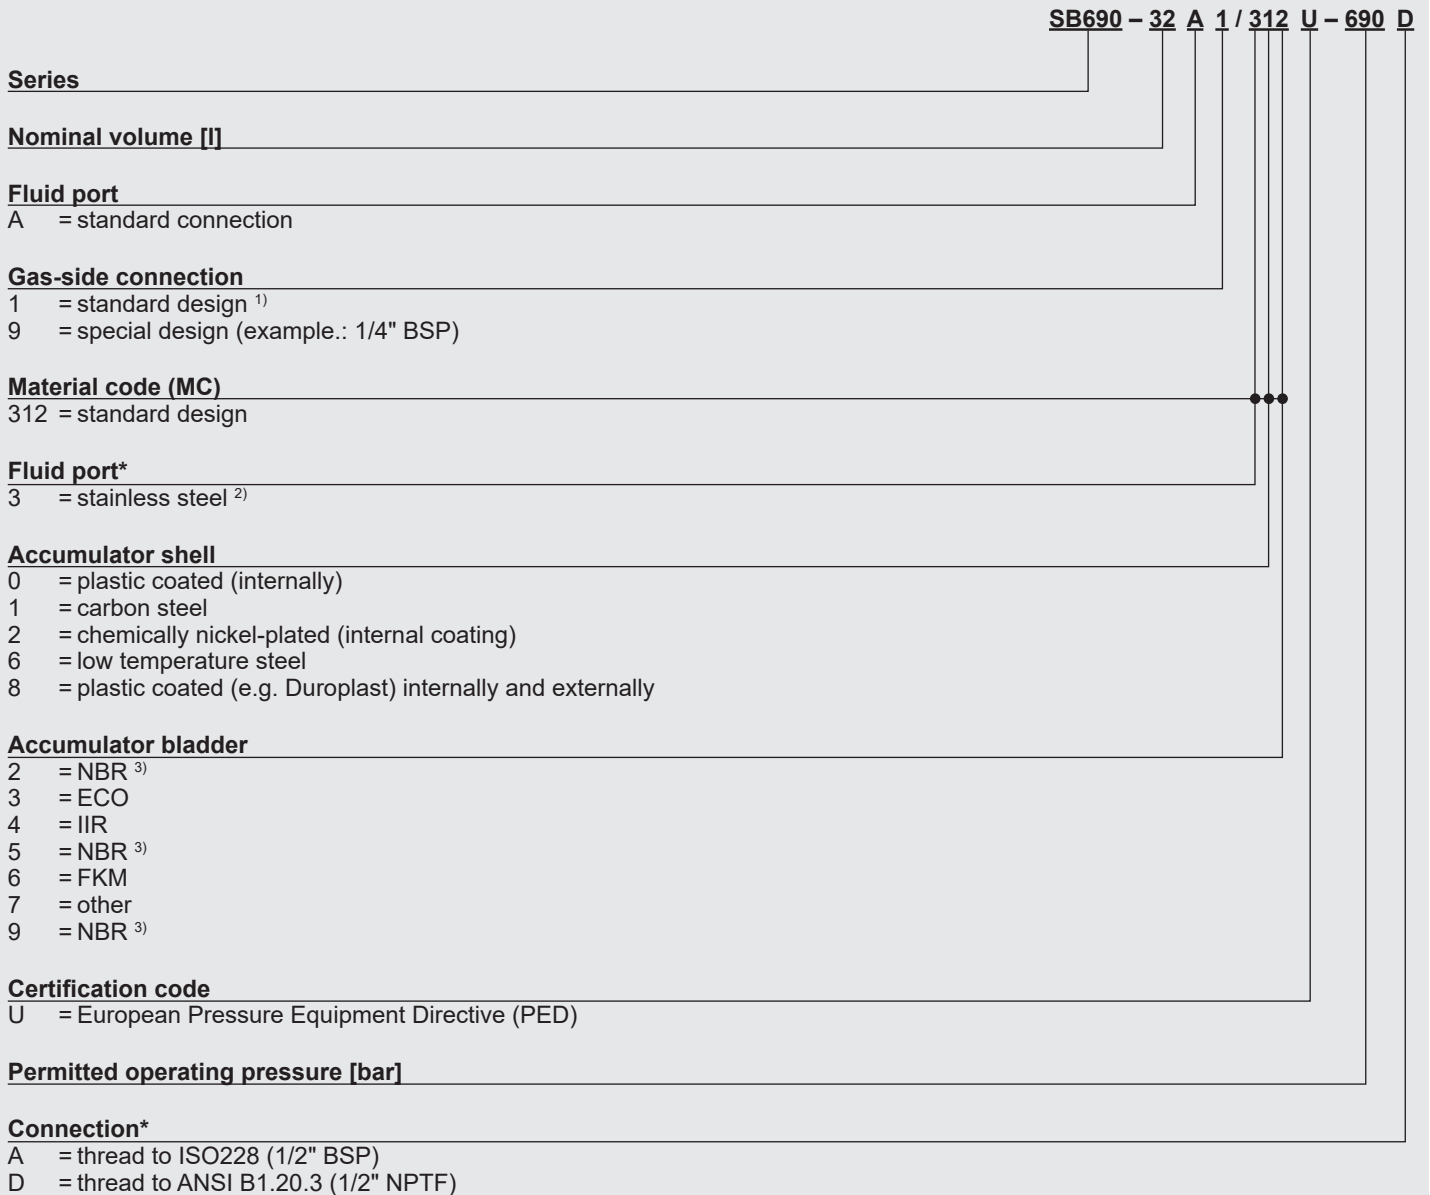 SB690 – 32 A 1 / 312 U – 690 D
Series
Nominal volume [l]
Fluid port
A = standard connection
Gas-side connection
1 = standard design 1)
9 = special design (example.: 1/4" BSP)
Material code (MC)
312 = standard design
Fluid port*
3 = stainless steel 2)
Accumulator shell
0 = plastic coated (internally)
1 = carbon steel
2 = chemically nickel-plated (internal coating)
6 = low temperature steel
8 = plastic coated (e.g. Duroplast) internally and externally
Accumulator bladder
2 = NBR 3)
3 = ECO
4 = IIR
5 = NBR 3)
6 = FKM
7 = other
9 = NBR 3)
Certification code
U = European Pressure Equipment Directive (PED)
Permitted operating pressure [bar]
Connection*
A = thread to ISO228 (1/2" BSP)
D = thread to ANSI B1.20.3 (1/2" NPTF)